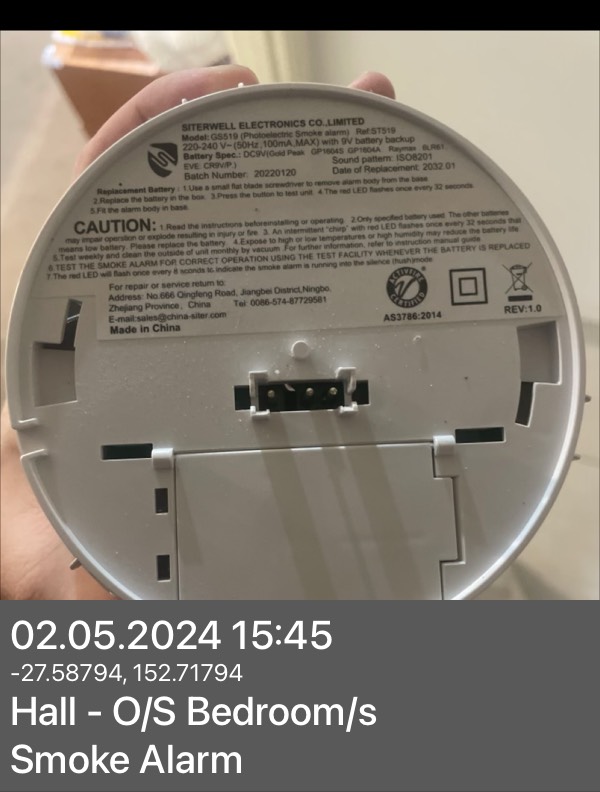 SITERWELL ELECTRONICS CO.,LIMITED
Model:GS519 (Photoelectric Smoke alarm) Ref:ST519
220-240 V~(50Hz,100mA,MAX) with 9V battery backup
Battery Spec.: DC9V(Gold Peak GP1604S GP1604A Raymax 6LR61,
EVE: CR9V/P.) Sound pattern: ISO8201
Batch Number: 20220120 Date of Replacement: 2032.01
Replacement Battery : 1.Use a small flat blade screwdriver to remove alarm body from the base
2.Replace the battery in the box. 3.Press the button to test unit. 4.The red LED flashes once every 32 seconds.
5.Fit the alarm body in base.
CAUTION: 1.Read the instructions beforeinstalling or operating. 2.Only specified battery used. The other batteries
may impair operation or explode resulting in injury or fire. 3. An intermittent "chirp" with red LED flashes once every 32 seconds that
means low battery. Please replace the battery. 4.Expose to high or low temperatures or high humidity may reduce the battery life
5.Test weekly and clean the outside of unit monthly by vacuum For further information, refer to instruction manual guide
6.TEST THE SMOKE ALARM FOR CORRECT OPERATION USING THE TEST FACILITY WHENEVER THE BATTERY IS REPLACED
7.The red LED will flash once every 8 seconds to indicate the smoke alarm is running into the silence (hush)mode.
For repair or service return to:
Address: No.666 Qingfeng Road, Jiangbei District,Ningbo,
Zhejiang Province, China Tel: 0086-574-87729581
E-mail:sales@china-siter.com
Made in China
ACTIVFIRE
CERTIFIED
AS3786:2014
REV:1.0
02.05.2024 15:45
-27.58794, 152.71794
Hall - O/S Bedroom/s
Smoke Alarm